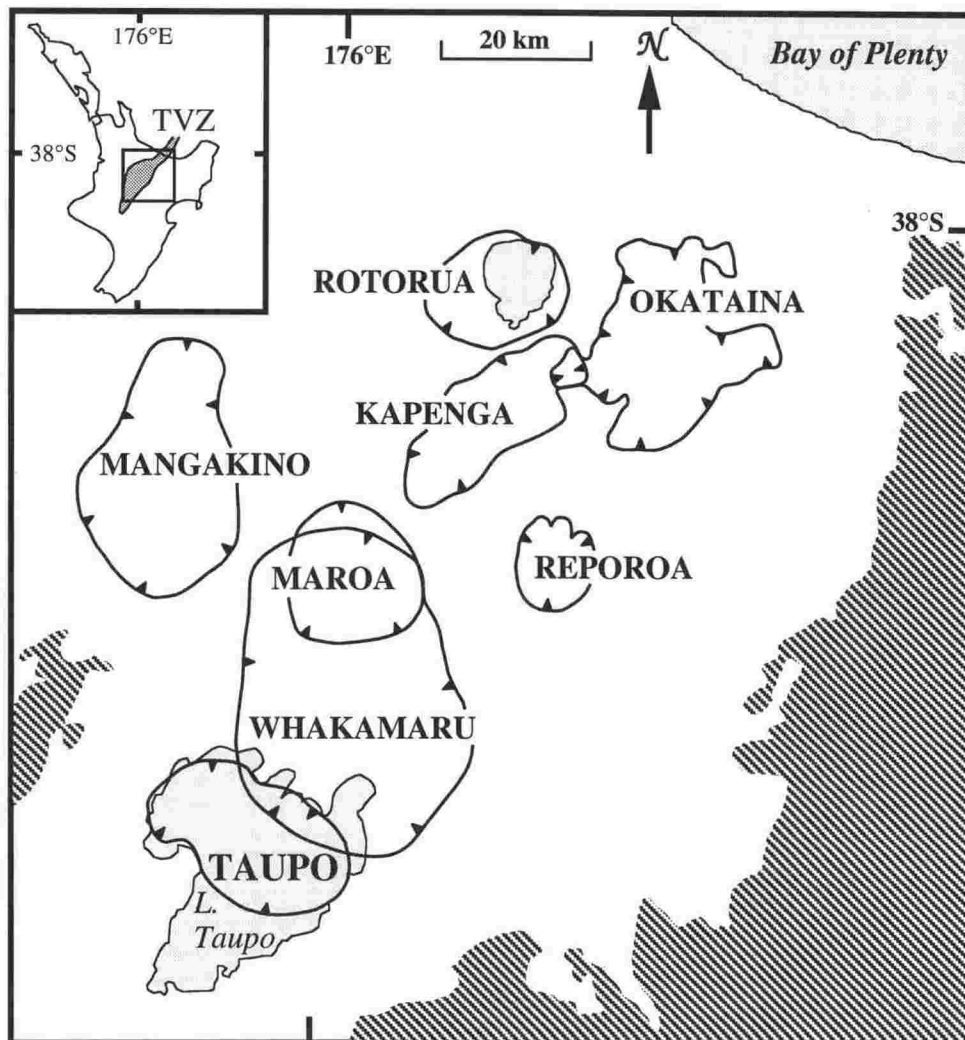 176°E
TVZ
38°S
176°E
20 km
N
Bay of Plenty
38°S
ROTORUA
OKATAINA
KAPENGA
MANGAKINO
MAROA
REPOROA
WHAKAMARU
TAUPO
L.
Taupo